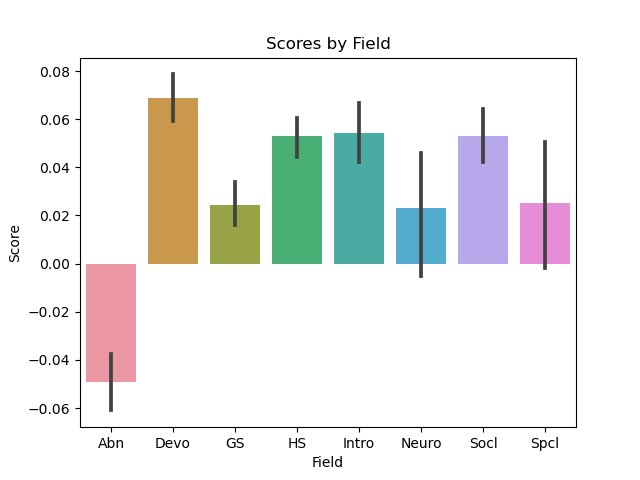 Scores by Field
Score
0.08
0.06
0.04
0.02
0.00
−0.02
−0.04
−0.06
Abn Devo GS HS Intro Neuro Socl Spcl
Field